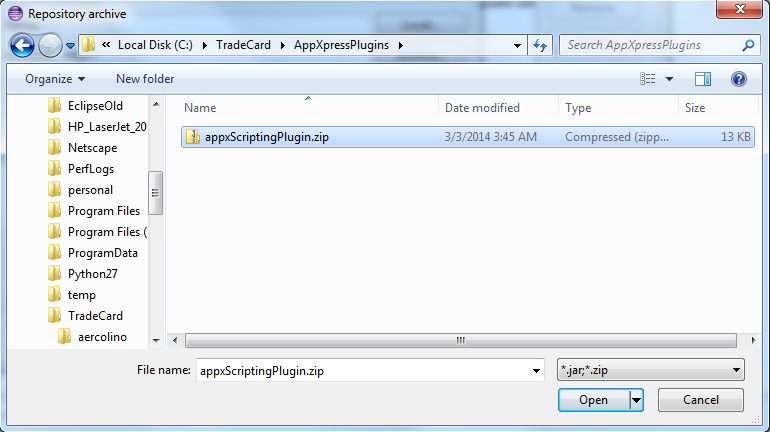 Repository archive
« Local Disk (C:) ▸ TradeCard ▸ AppXpressPlugins ▸
Search AppXpressPlugins
Organize
New folder
EclipseOld
HP_LaserJet_20
Netscape
PerfLogs
personal
Program Files
Program Files (
ProgramData
Python27
temp
TradeCard
aercolino
Name Date modified Type Size
appxScriptingPlugin.zip 3/3/2014 3:45 AM Compressed (zipp... 13 KB
File name: appxScriptingPlugin.zip *.jar;*.zip
Open Cancel